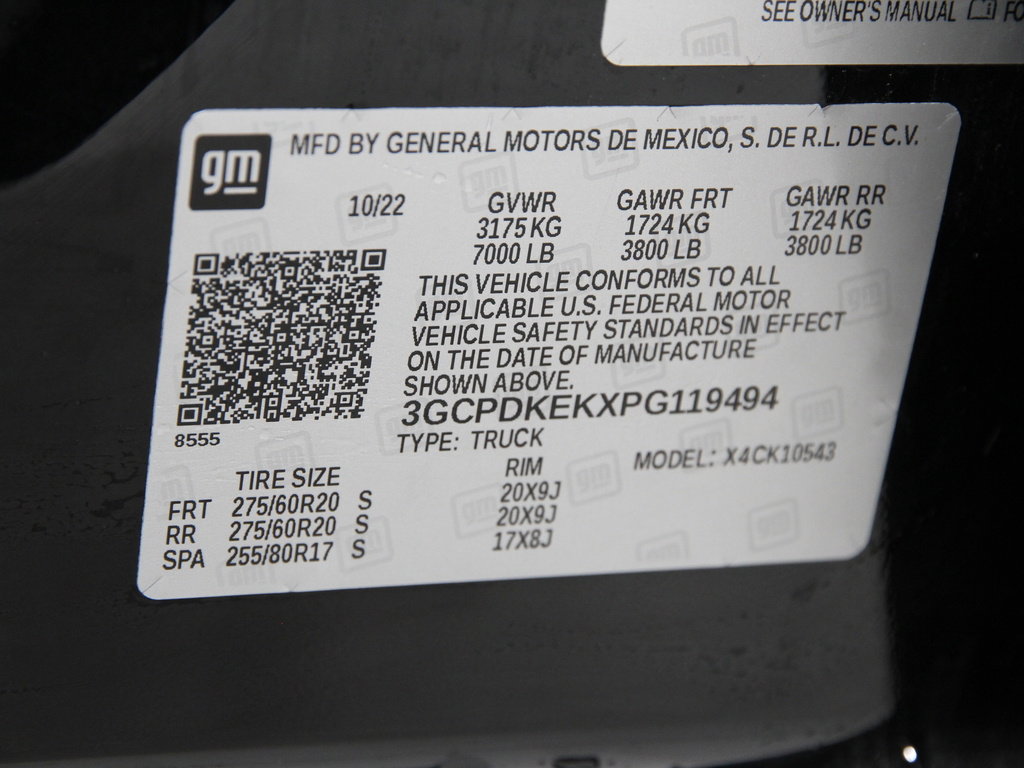 SEE OWNER'S MANUAL FO
gm MFD BY GENERAL MOTORS DE MEXICO, S. DE R.L. DE C.V.
10/22 GVWR GAWR FRT GAWR RR
3175 KG 1724 KG 1724 KG
7000 LB 3800 LB 3800 LB
THIS VEHICLE CONFORMS TO ALL
APPLICABLE U.S. FEDERAL MOTOR
VEHICLE SAFETY STANDARDS IN EFFECT
ON THE DATE OF MANUFACTURE
SHOWN ABOVE.
3GCPDKEKXPG119494
8555
TYPE: TRUCK
MODEL: X4CK10543
TIRE SIZE RIM
FRT 275/60R20 S 20X9J
RR 275/60R20 S 20X9J
SPA 255/80R17 S 17X8J